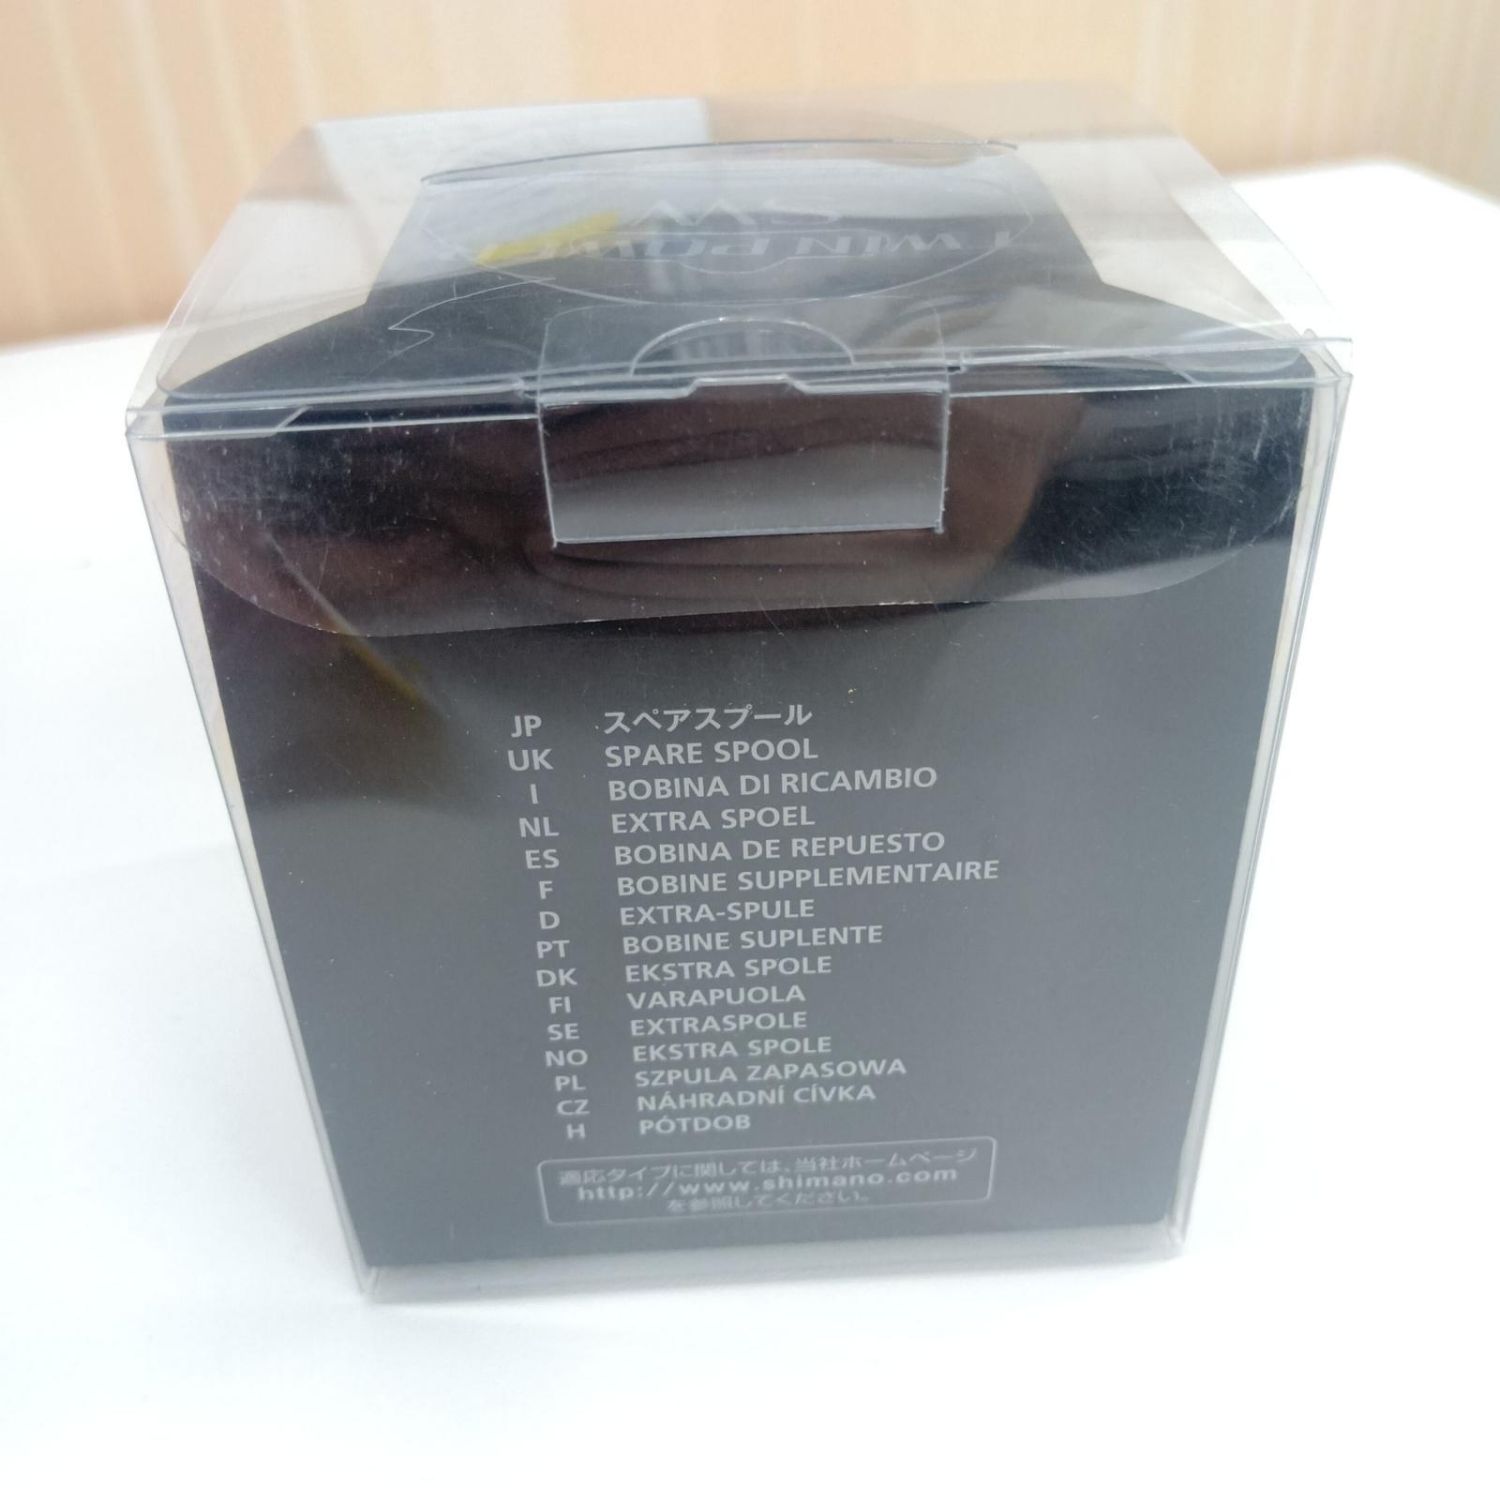 SW
TWIN POWER
JP スペアスプール
UK SPARE SPOOL
I BOBINA DI RICAMBIO
NL EXTRA SPOEL
ES BOBINA DE REPUESTO
F BOBINE SUPPLEMENTAIRE
D EXTRA-SPULE
PT BOBINE SUPLENTE
DK EKSTRA SPOLE
FI VARAPUOLA
SE EXTRASPOLE
NO EKSTRA SPOLE
PL SZPULA ZAPASOWA
CZ NÁHRADNÍ CÍVKA
H PÓTDOB
適応タイプに関しては、当社ホームページ
http://www.shimano.com
を参照してください。